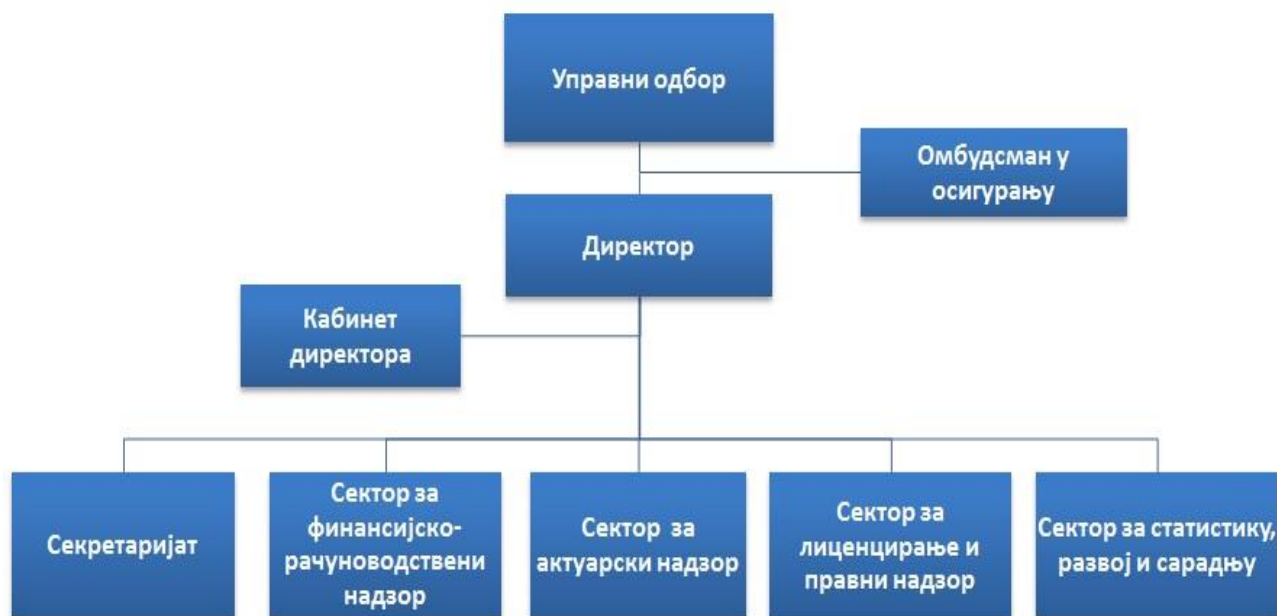 Управни одбор
Омбудсман у
осигурању
Директор
Кабинет
директора
Секретаријат
Сектор за
финансијско-
рачуноводствени
надзор
Сектор за
актуарски надзор
Сектор за
лиценцирање и
правни надзор
Сектор за статистику,
развој и сарадњу